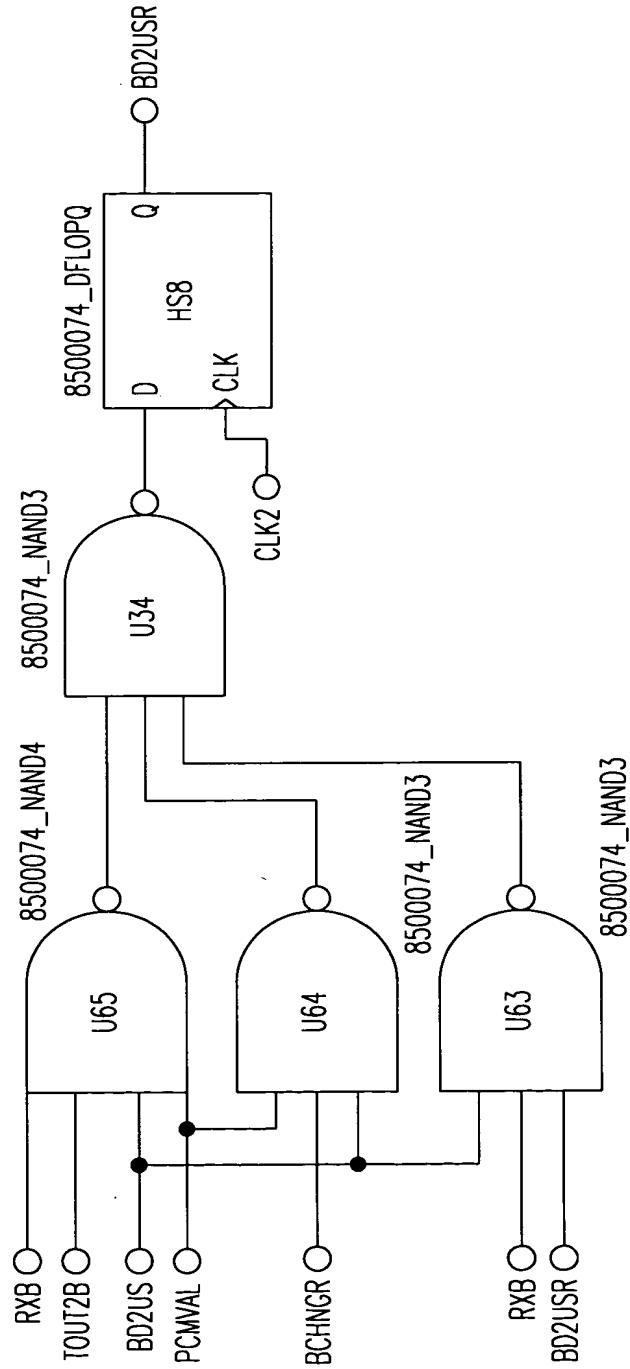 RXB
TOUT2B
BD2US
PCMVAL
BCHNGR
RXB
BD2USR
8500074_NAND4
U65
U64
8500074_NAND3
U63
8500074_NAND3
8500074_NAND3
U34
CLK2
8500074_DFLOPQ
D
Q
HS8
CLK
BD2USR